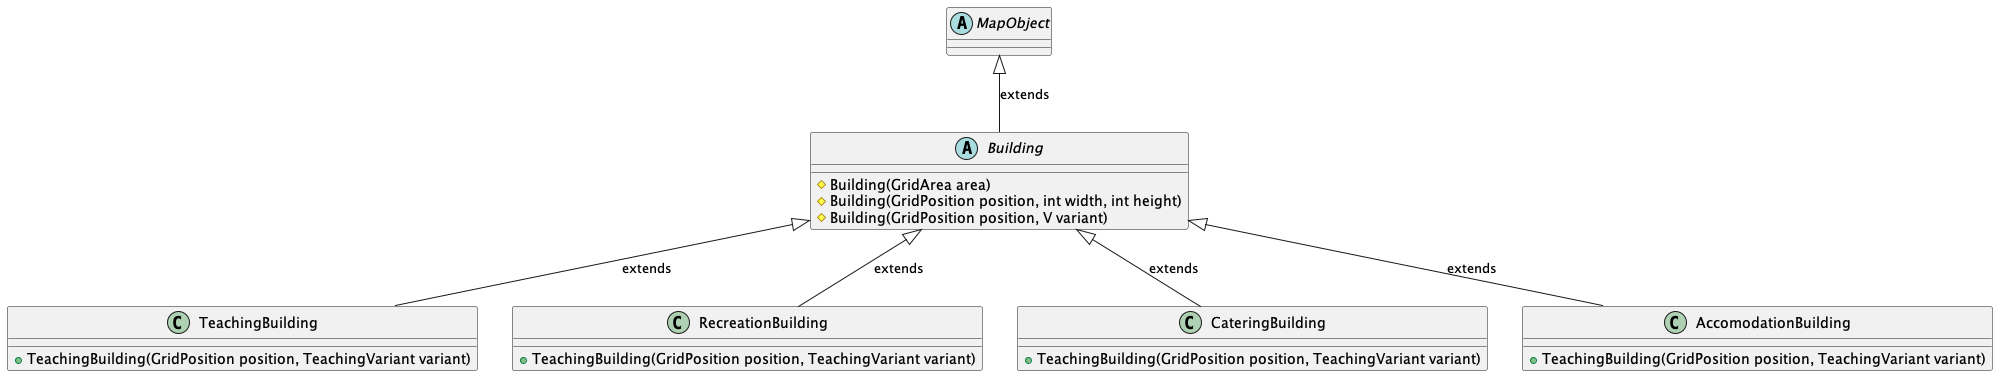 A MapObject
extends
A Building
Building(GridArea area)
Building(GridPosition position, int width, int height)
Building(GridPosition position, V variant)
extends
extends
extends
extends
C TeachingBuilding
TeachingBuilding(GridPosition position, TeachingVariant variant)
C RecreationBuilding
TeachingBuilding(GridPosition position, TeachingVariant variant)
C CateringBuilding
TeachingBuilding(GridPosition position, TeachingVariant variant)
C AccomodationBuilding
TeachingBuilding(GridPosition position, TeachingVariant variant)